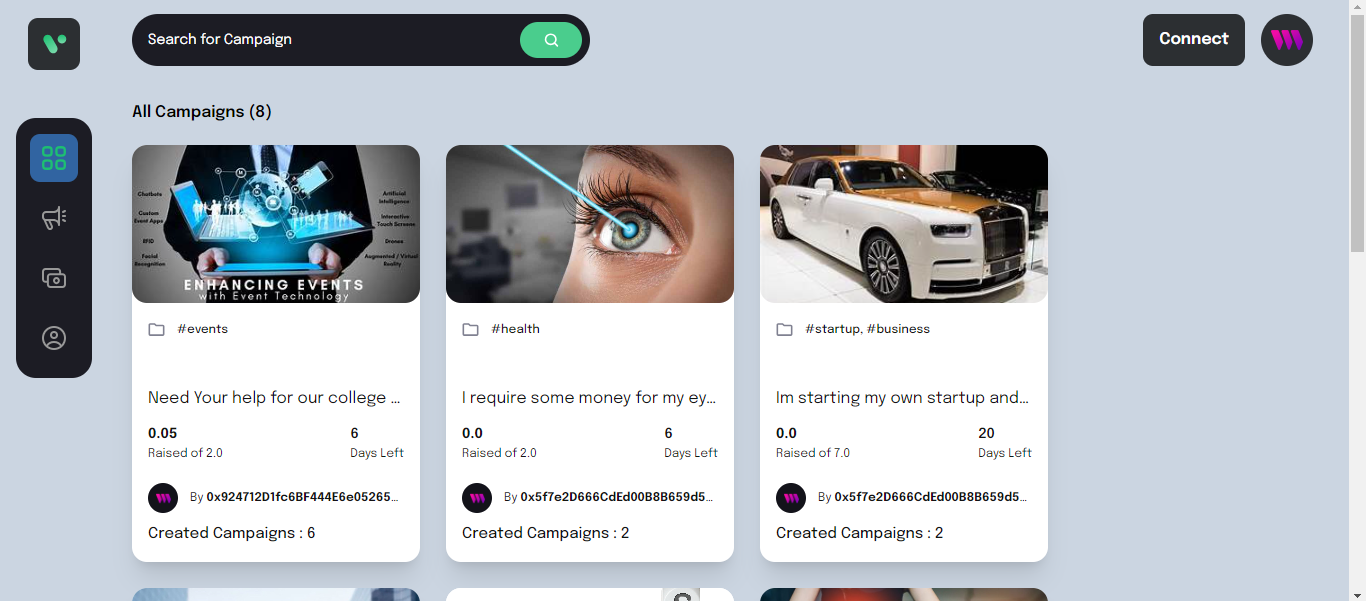 Search for Campaign
Connect
All Campaigns (8)
Chatbots
Custom
Event Apps
RFID
Facial
Recognition
Artificial
Intelligence
Interactive
Touch Screens
Drones
Augmented / Virtual
Reality
ENHANCING EVENTS
with Event Technology
#events
Need Your help for our college ...
0.05
6
Raised of 2.0
Days Left
By 0x924712D1fc6BF444E6e05265...
Created Campaigns : 6
#health
I require some money for my ey...
0.0
6
Raised of 2.0
Days Left
By 0x5f7e2D666CdEd00B8B659d5...
Created Campaigns : 2
#startup, #business
Im starting my own startup and...
0.0
20
Raised of 7.0
Days Left
By 0x5f7e2D666CdEd00B8B659d5...
Created Campaigns : 2